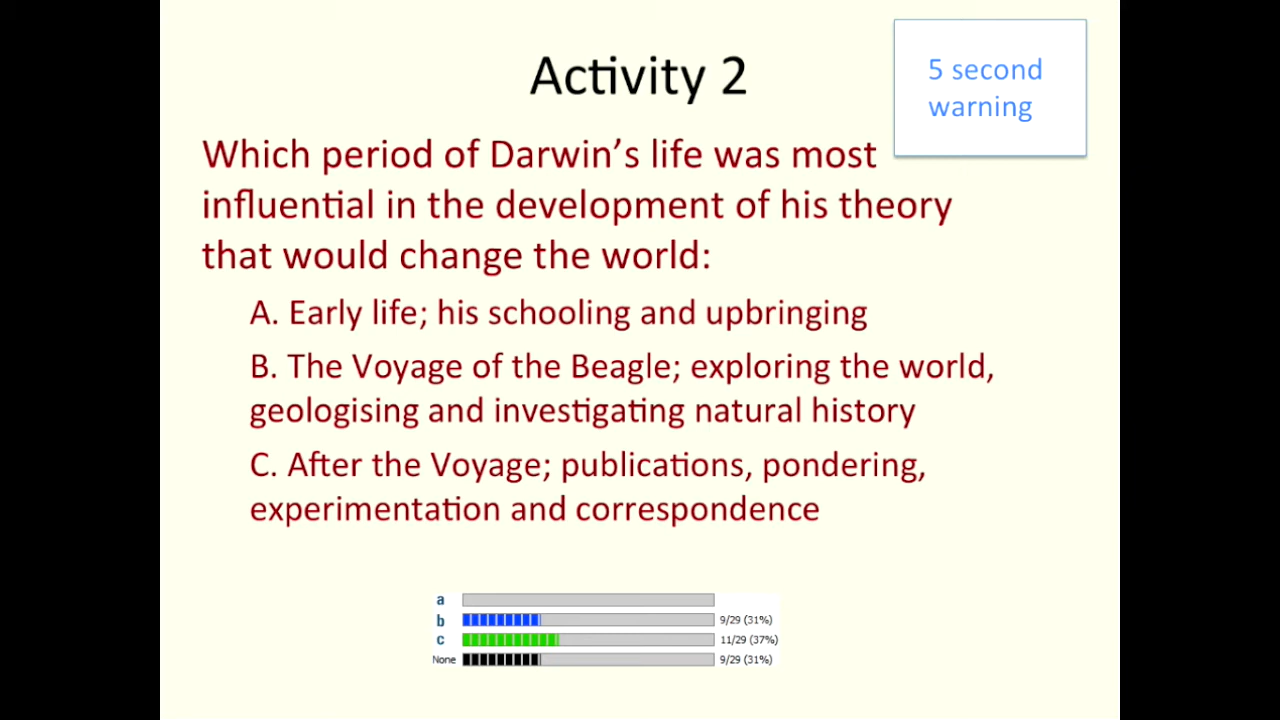 Activity 2
5 second
warning
Which period of Darwin’s life was most
influential in the development of his theory
that would change the world:
A. Early life; his schooling and upbringing
B. The Voyage of the Beagle; exploring the world,
geologising and investigating natural history
C. After the Voyage; publications, pondering,
experimentation and correspondence
a
b 9/29 (31%)
c 11/29 (37%)
None 9/29 (31%)